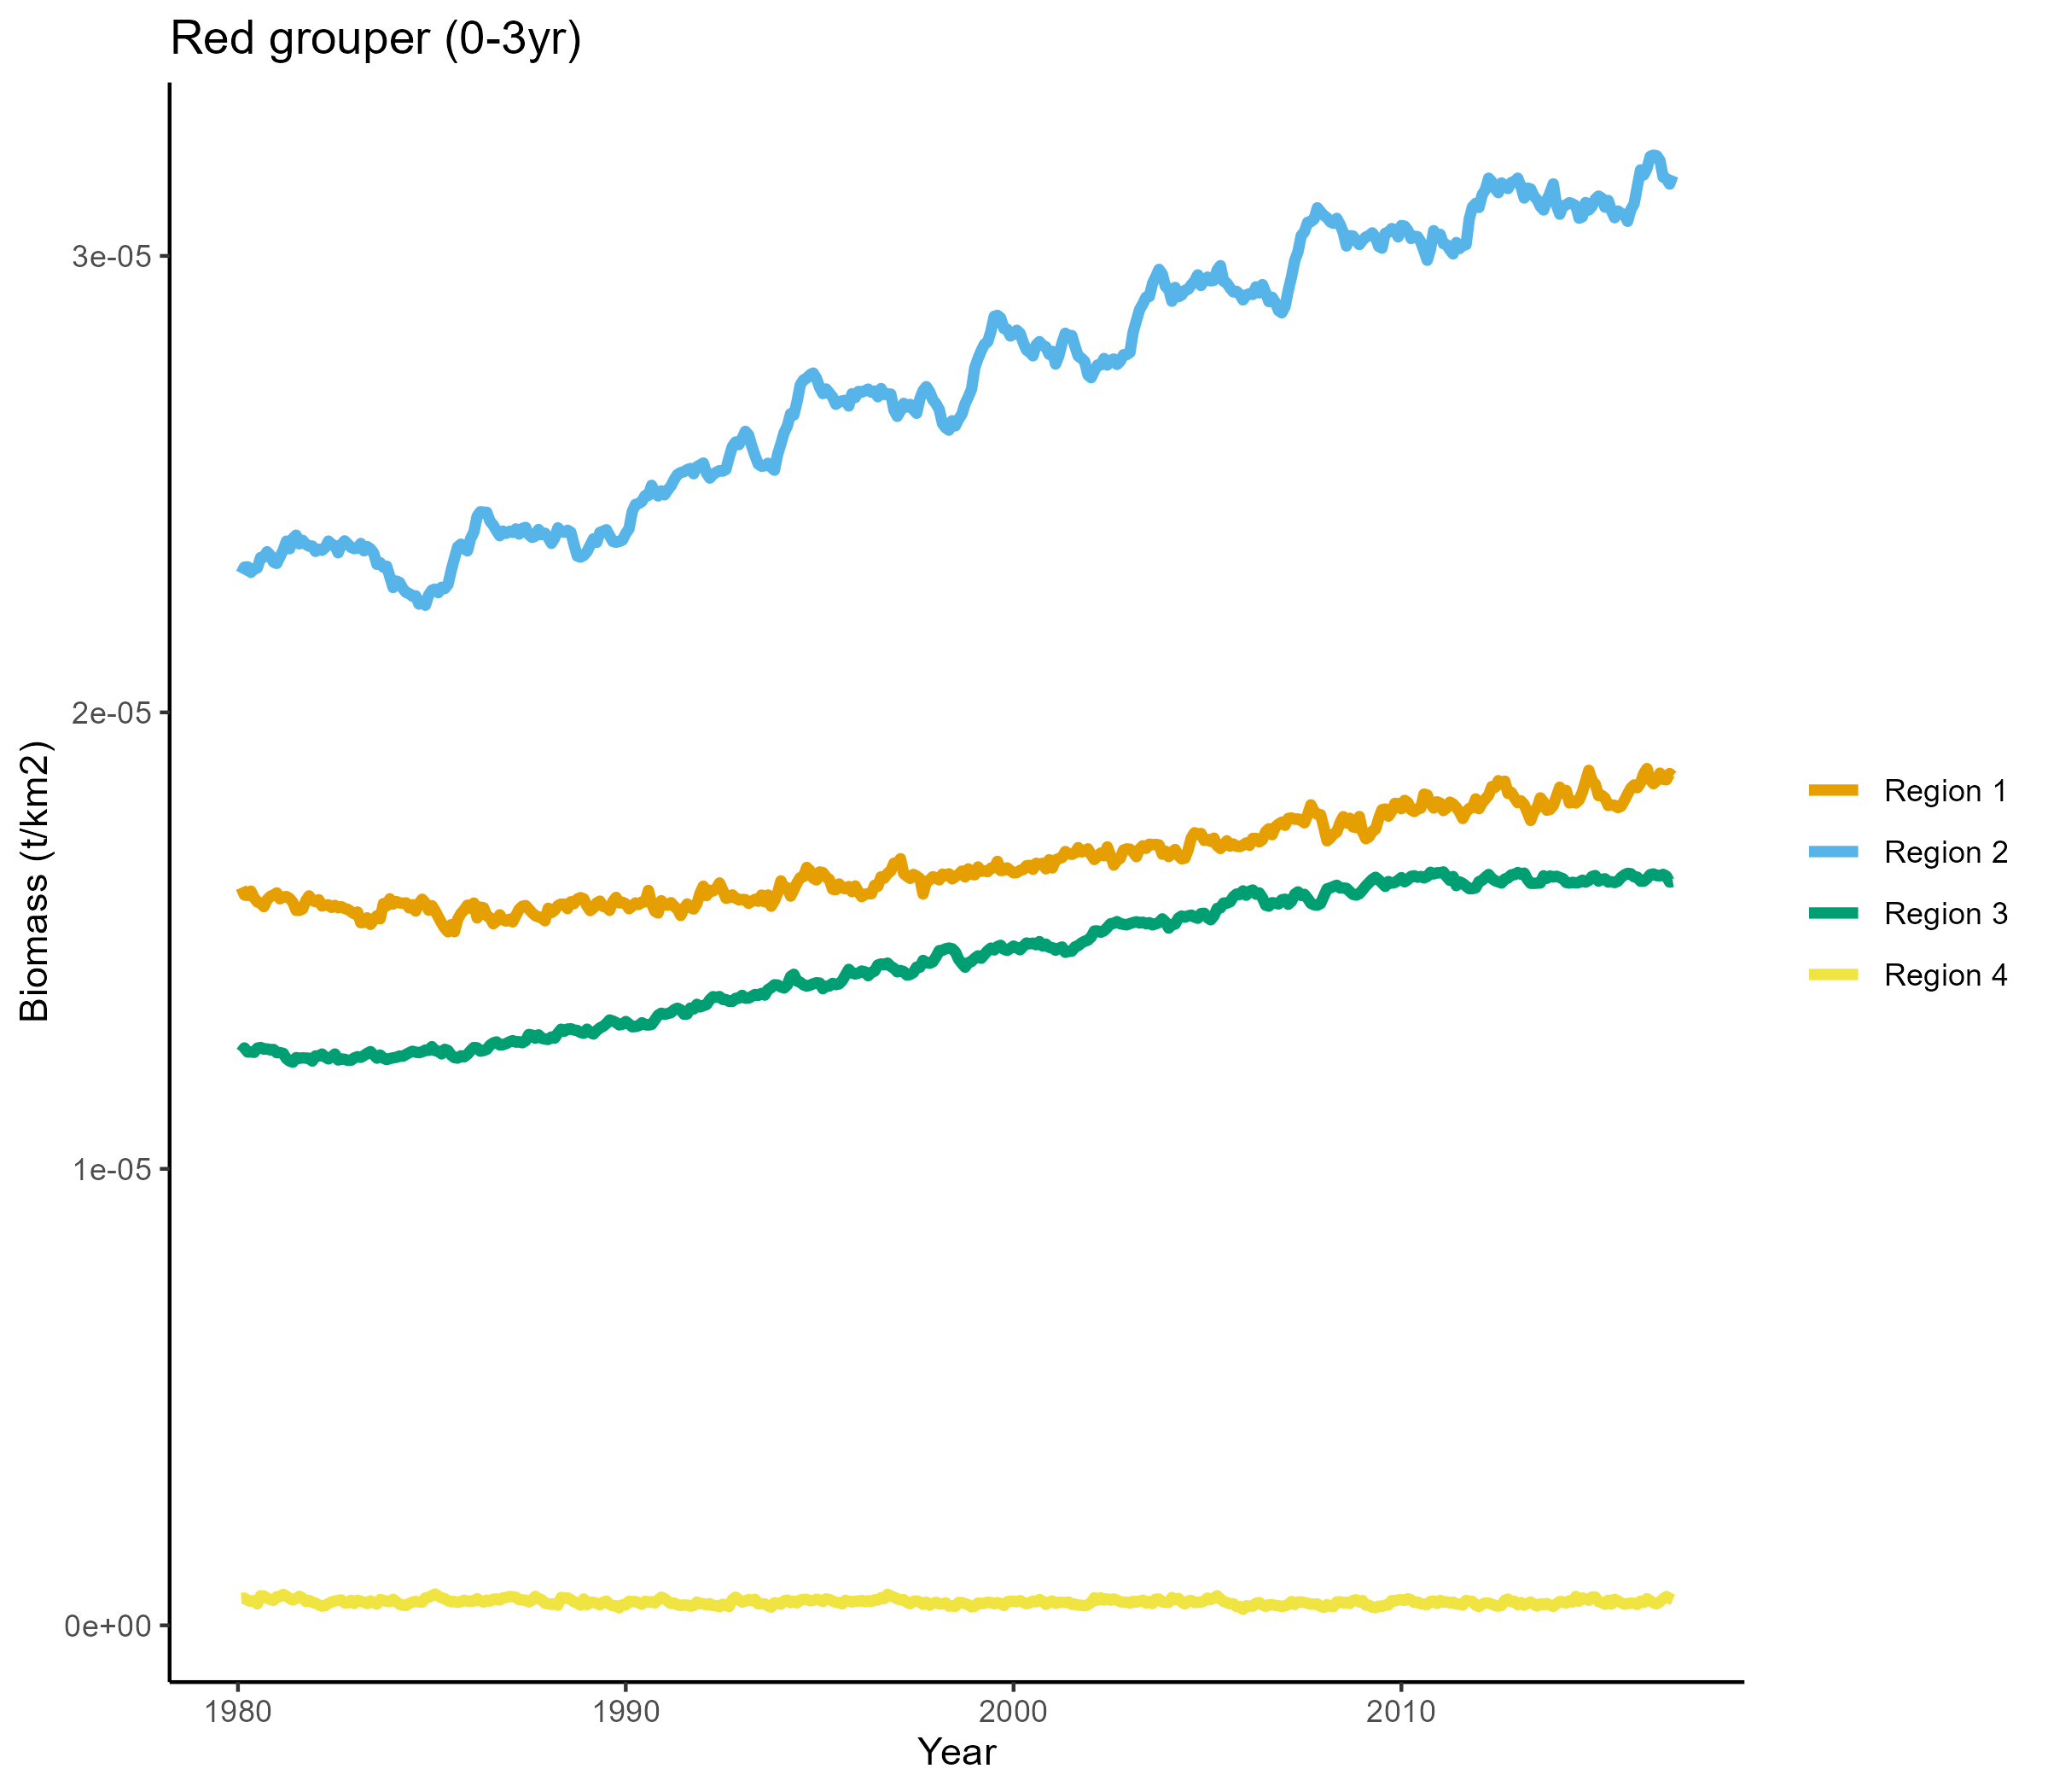 Red grouper (0-3yr)
Biomass (t/km2)
3e-05
2e-05
1e-05
0e+00
1980 1990 2000 2010
Year
Region 1
Region 2
Region 3
Region 4